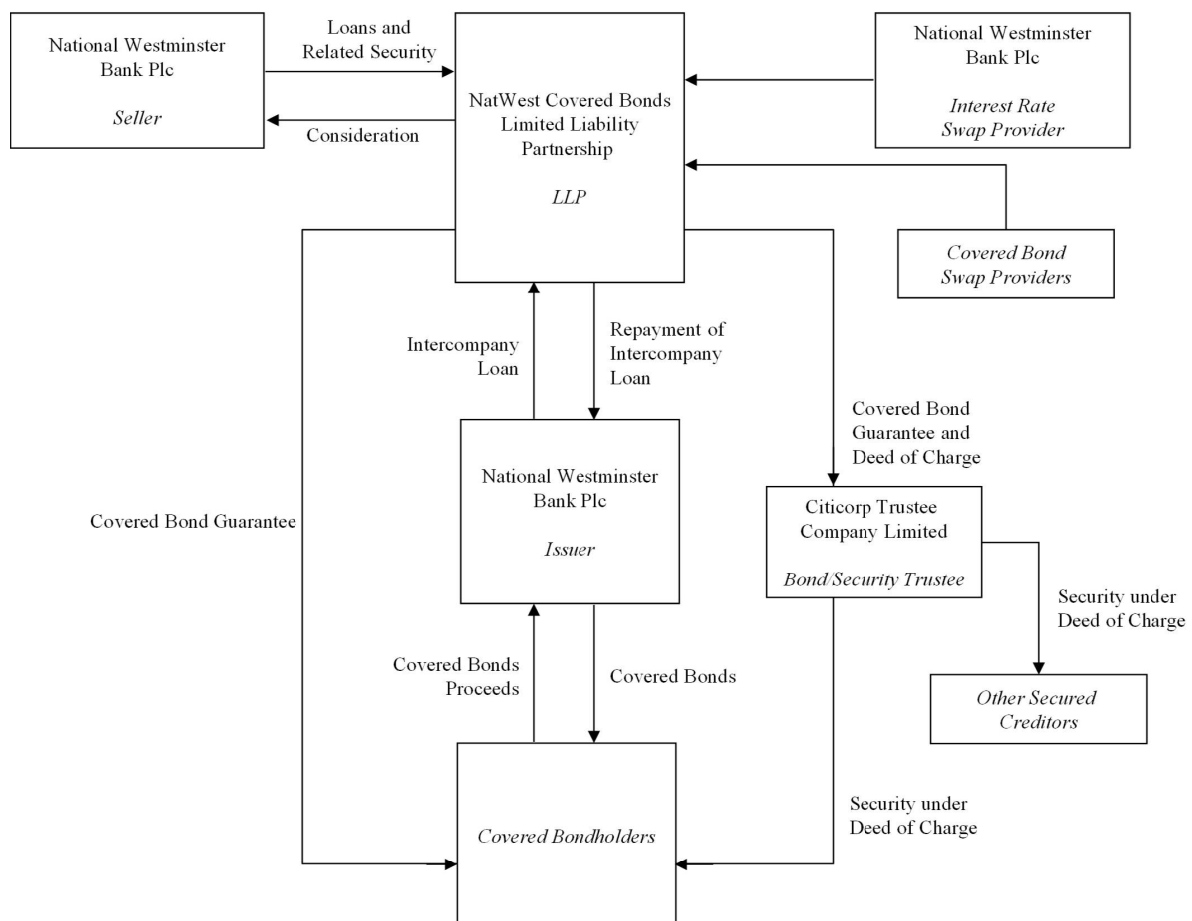 National Westminster
Bank Plc
Seller
Loans and
Related Security
Consideration
NatWest Covered Bonds
Limited Liability
Partnership
LLP
National Westminster
Bank Plc
Interest Rate
Swap Provider
Covered Bond
Swap Providers
Intercompany
Loan
Repayment of
Intercompany
Loan
Covered Bond
Guarantee and
Deed of Charge
National Westminster
Bank Plc
Issuer
Covered Bond Guarantee
Citicorp Trustee
Company Limited
Bond/Security Trustee
Security under
Deed of Charge
Covered Bonds
Proceeds
Covered Bonds
Other Secured
Creditors
Covered Bondholders
Security under
Deed of Charge